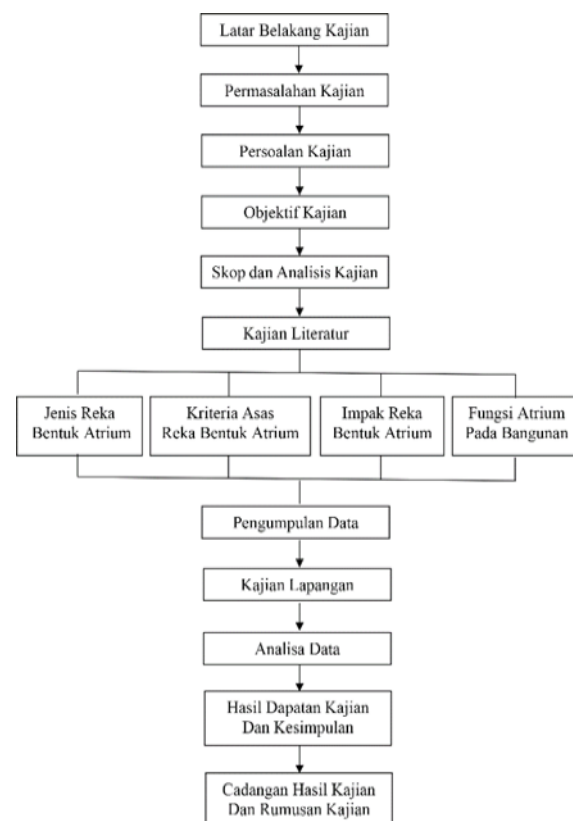 Latar Belakang Kajian
Permasalahan Kajian
Persoalan Kajian
Objektif Kajian
Skop dan Analisis Kajian
Kajian Literatur
Jenis Reka
Bentuk Atrium
Kriteria Asas
Reka Bentuk Atrium
Impak Reka
Bentuk Atrium
Fungsi Atrium
Pada Bangunan
Pengumpulan Data
Kajian Lapangan
Analisa Data
Hasil Dapatan Kajian
Dan Kesimpulan
Cadangan Hasil Kajian
Dan Rumusan Kajian